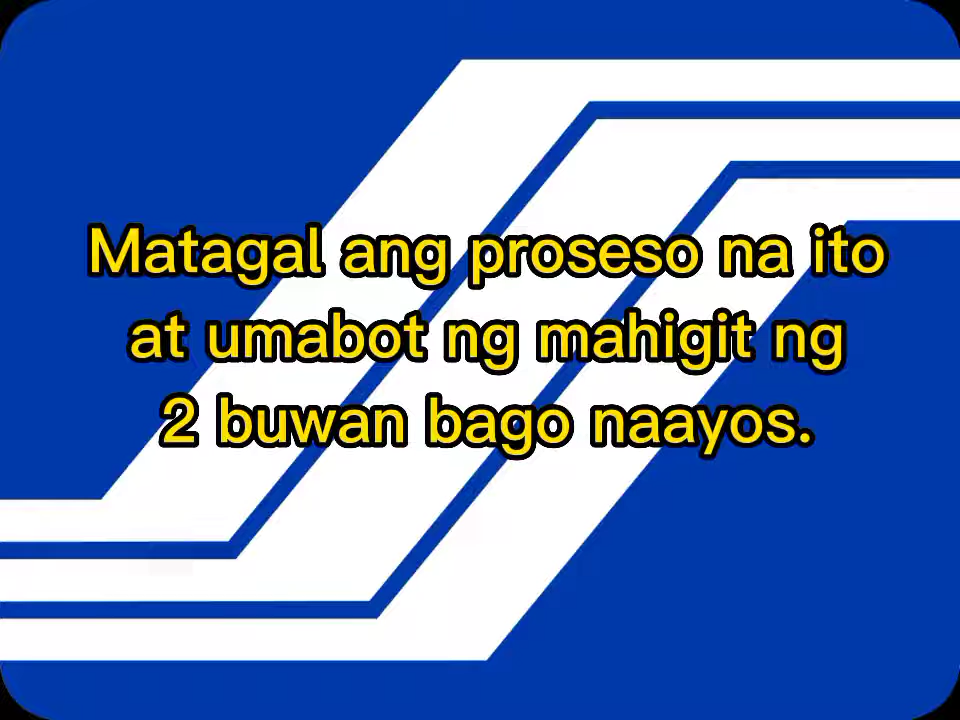 Matagal ang proseso na ito
at umabot ng mahigit ng
2 buwan bago naayos.